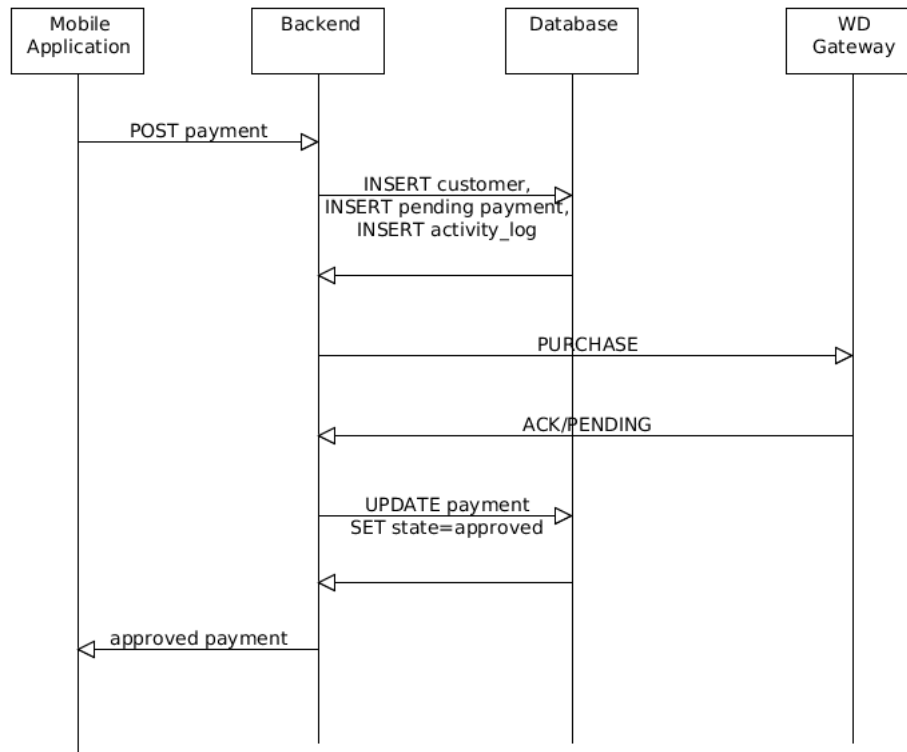 Mobile
Application
Backend
Database
WD
Gateway
POST payment
INSERT customer,
INSERT pending payment,
INSERT activity_log
PURCHASE
ACK/PENDING
UPDATE payment
SET state=approved
approved payment